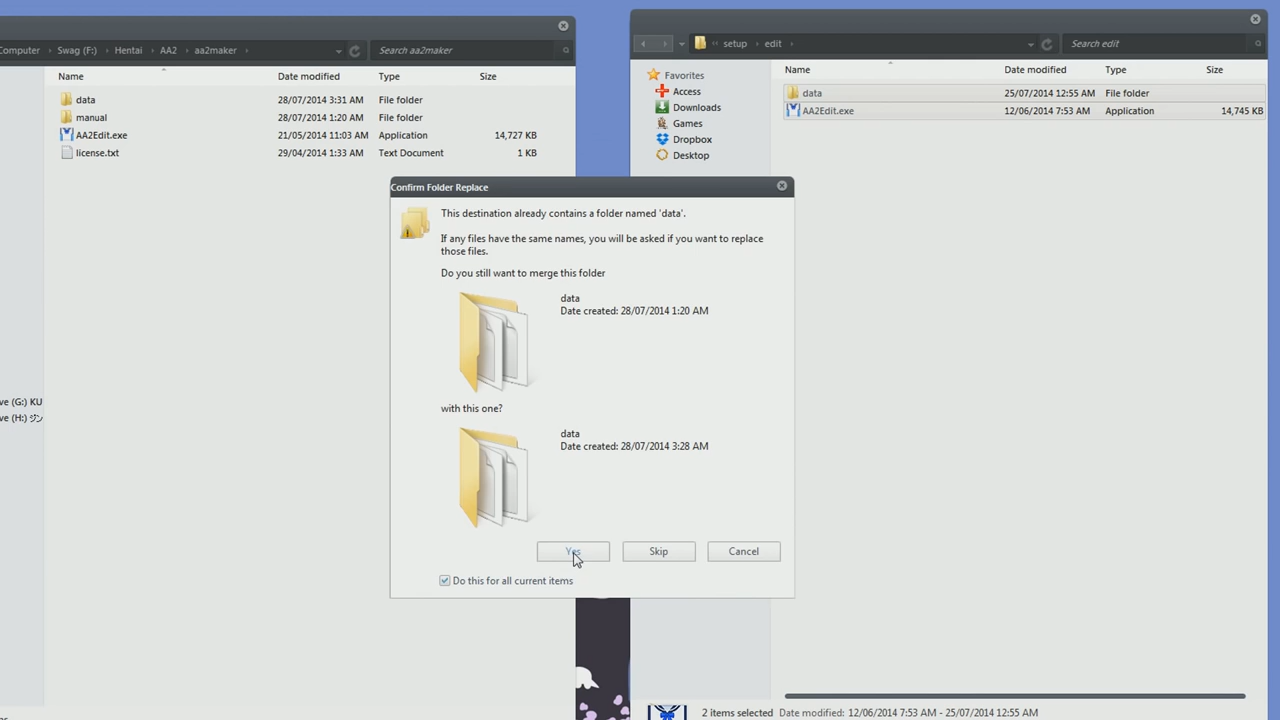 Computer Swag (F:) Hentai AA2 aa2maker
Search aa2maker
Name Date modified Type Size
data 28/07/2014 3:31 AM File folder
manual 28/07/2014 1:20 AM File folder
AA2Edit.exe 21/05/2014 11:03 AM Application 14,727 KB
license.txt 29/04/2014 1:33 AM Text Document 1 KB
ve (G:) KU
ve (H:) ジン
setup edit
Search edit
Favorites
Access
Downloads
Games
Dropbox
Desktop
Name Date modified Type Size
data 25/07/2014 12:55 AM File folder
AA2Edit.exe 12/06/2014 7:53 AM Application 14,745 KB
Confirm Folder Replace
This destination already contains a folder named 'data'.
If any files have the same names, you will be asked if you want to replace
those files.
Do you still want to merge this folder
data
Date created: 28/07/2014 1:20 AM
with this one?
data
Date created: 28/07/2014 3:28 AM
Yes Skip Cancel
Do this for all current items
2 items selected Date modified: 12/06/2014 7:53 AM - 25/07/2014 12:55 AM